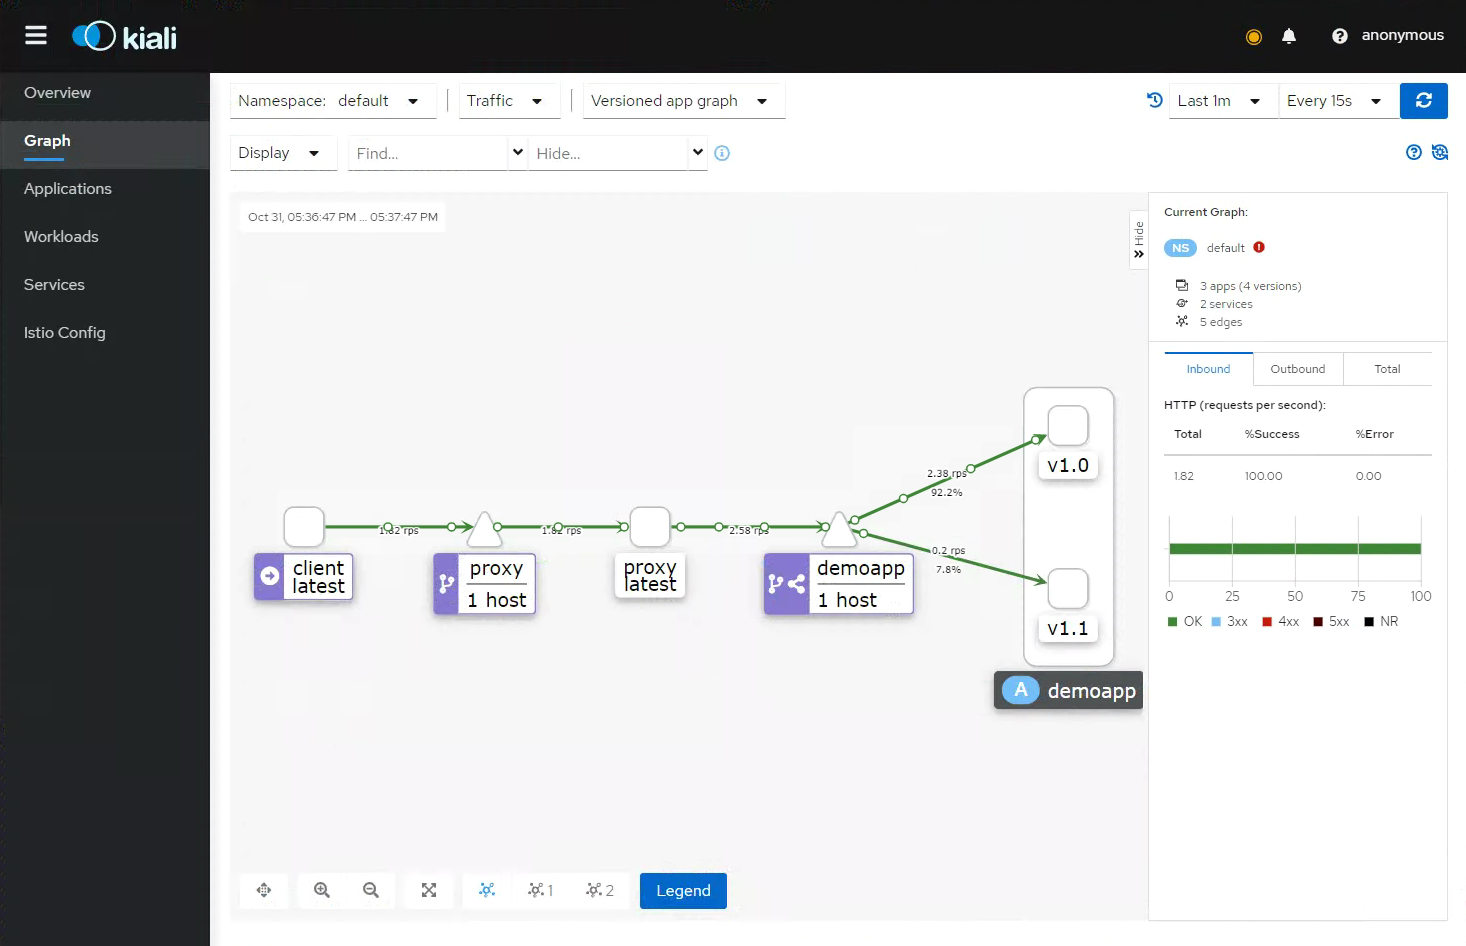 kiali
anonymous
Overview
Graph
Applications
Workloads
Services
Istio Config
Namespace: default
Traffic
Versioned app graph
Last 1m
Every 15s
Display
Find...
Hide...
Oct 31, 05:36:47 PM ... 05:37:47 PM
Hide
Current Graph:
NS default
3 apps (4 versions)
2 services
5 edges
Inbound Outbound Total
HTTP (requests per second):
Total %Success %Error
1.82 100.00 0.00
0 25 50 75 100
OK 3xx 4xx 5xx NR
1.82 rps
1.82 rps
2.58 rps
2.38 rps
92.2%
0.2 rps
7.8%
client
latest
proxy
1 host
proxy
latest
demoapp
1 host
v1.0
v1.1
A demoapp
1
2
Legend